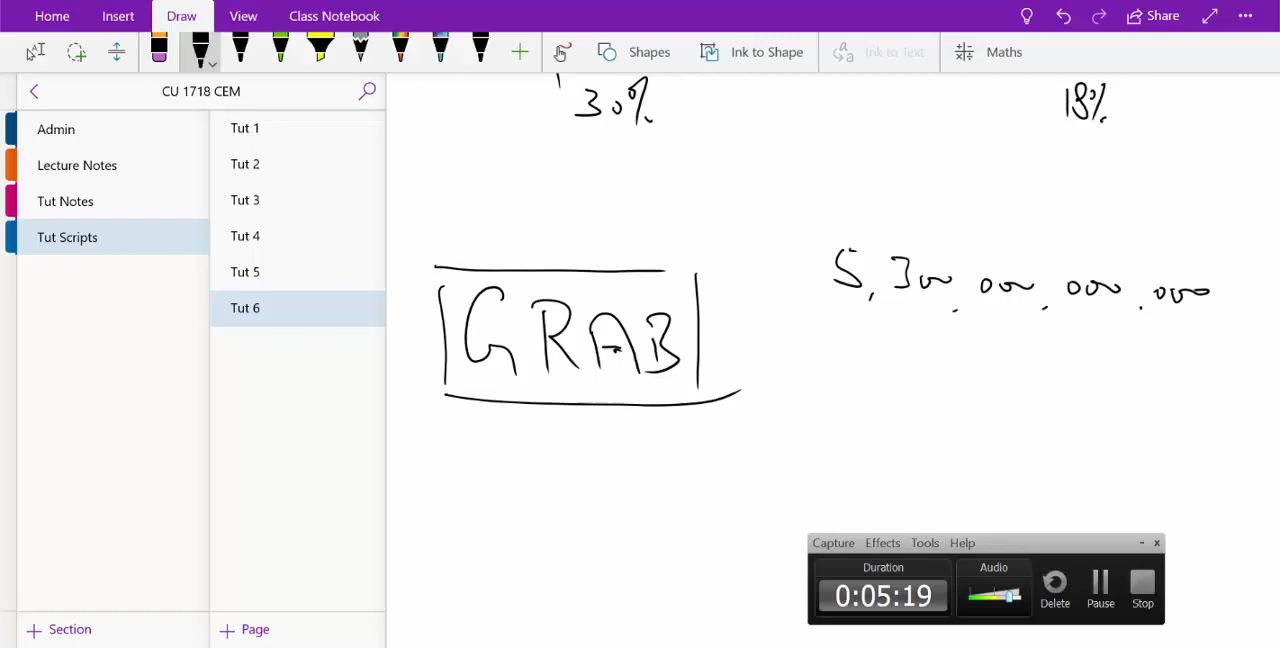 Home Insert Draw View Class Notebook Share
Shapes Ink to Shape Ink to Text Maths
CU 1718 CEM
Admin
Lecture Notes
Tut Notes
Tut Scripts
Section
Tut 1
Tut 2
Tut 3
Tut 4
Tut 5
Tut 6
Page
30% 18%
5,300,000,000,000
GRAB
Capture Effects Tools Help
Duration Audio
0:05:19
Delete Pause Stop